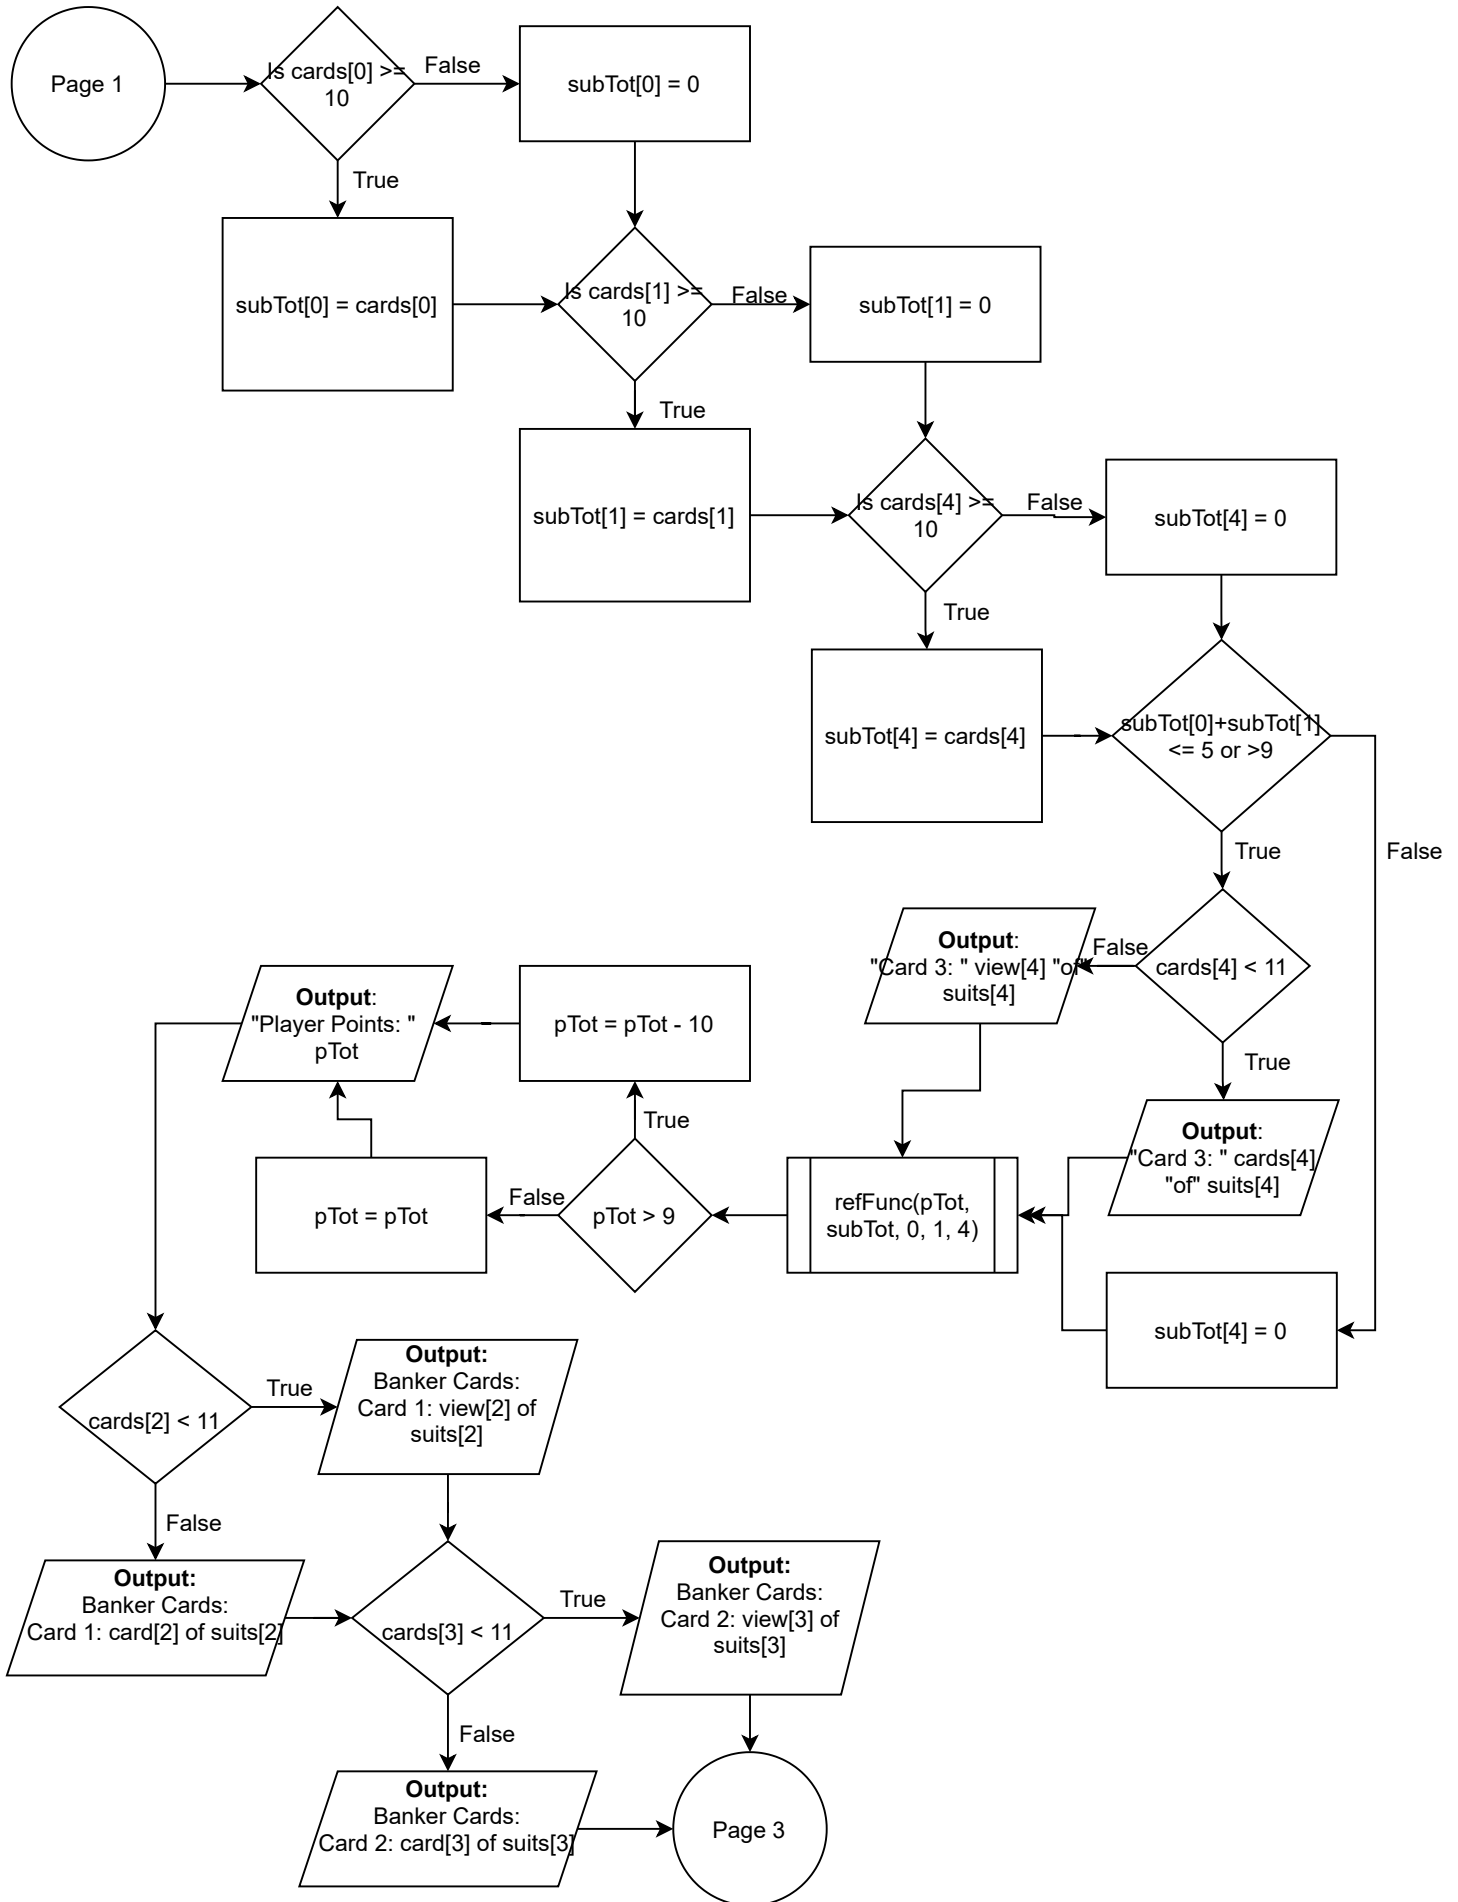 Page 1
Is cards[0] >=
10
False
subTot[0] = 0
True
subTot[0] = cards[0]
Is cards[1] >=
10
False
subTot[1] = 0
True
subTot[1] = cards[1]
Is cards[4] >=
10
False
subTot[4] = 0
True
subTot[4] = cards[4]
subTot[0]+subTot[1]
<= 5 or >9
True
False
cards[4] < 11
False
Output:
"Card 3: " view[4] "of"
suits[4]
True
Output:
"Card 3: " cards[4]
"of" suits[4]
subTot[4] = 0
refFunc(pTot,
subTot, 0, 1, 4)
pTot > 9
True
pTot = pTot - 10
False
pTot = pTot
Output:
"Player Points: "
pTot
cards[2] < 11
True
Output:
Banker Cards:
Card 1: view[2] of
suits[2]
False
Output:
Banker Cards:
Card 1: card[2] of suits[2]
cards[3] < 11
True
Output:
Banker Cards:
Card 2: view[3] of
suits[3]
False
Output:
Banker Cards:
Card 2: card[3] of suits[3]
Page 3